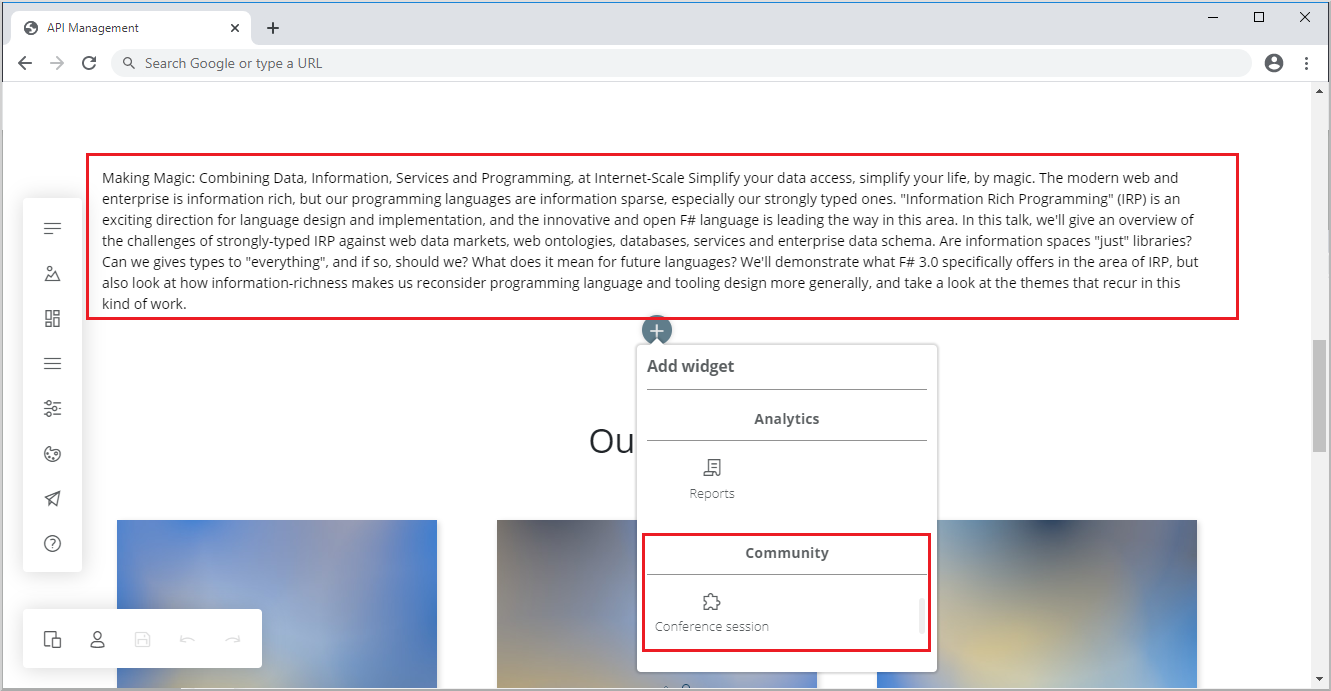 API Management
Search Google or type a URL
Making Magic: Combining Data, Information, Services and Programming, at Internet-Scale Simplify your data access, simplify your life, by magic. The modern web and
enterprise is information rich, but our programming languages are information sparse, especially our strongly typed ones. "Information Rich Programming" (IRP) is an
exciting direction for language design and implementation, and the innovative and open F# language is leading the way in this area. In this talk, we'll give an overview of
the challenges of strongly-typed IRP against web data markets, web ontologies, databases, services and enterprise data schema. Are information spaces "just" libraries?
Can we gives types to "everything", and if so, should we? What does it mean for future languages? We'll demonstrate what F# 3.0 specifically offers in the area of IRP, but
also look at how information-richness makes us reconsider programming language and tooling design more generally, and take a look at the themes that recur in this
kind of work.
Add widget
Analytics
Ou
Reports
Community
Conference session